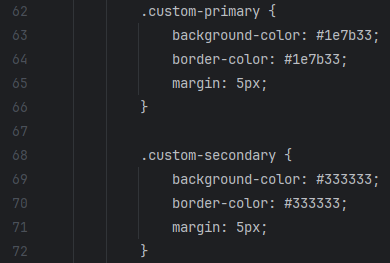 62 .custom-primary {
63 background-color: #1e7b33;
64 border-color: #1e7b33;
65 margin: 5px;
66 }
67
68 .custom-secondary {
69 background-color: #333333;
70 border-color: #333333;
71 margin: 5px;
72 }